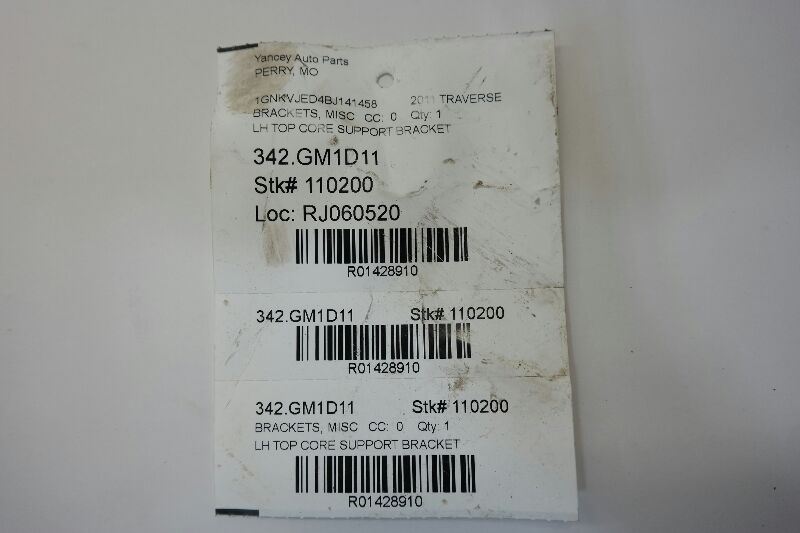 Yancey Auto Parts
PERRY, MO
1GNKVJED4BJ141458 2011 TRAVERSE
BRACKETS, MISC CC: 0 Qty: 1
LH TOP CORE SUPPORT BRACKET
342.GM1D11
Stk# 110200
Loc: RJ060520
R01428910
342.GM1D11 Stk# 110200
R01428910
342.GM1D11 Stk# 110200
BRACKETS, MISC CC: 0 Qty: 1
LH TOP CORE SUPPORT BRACKET
R01428910